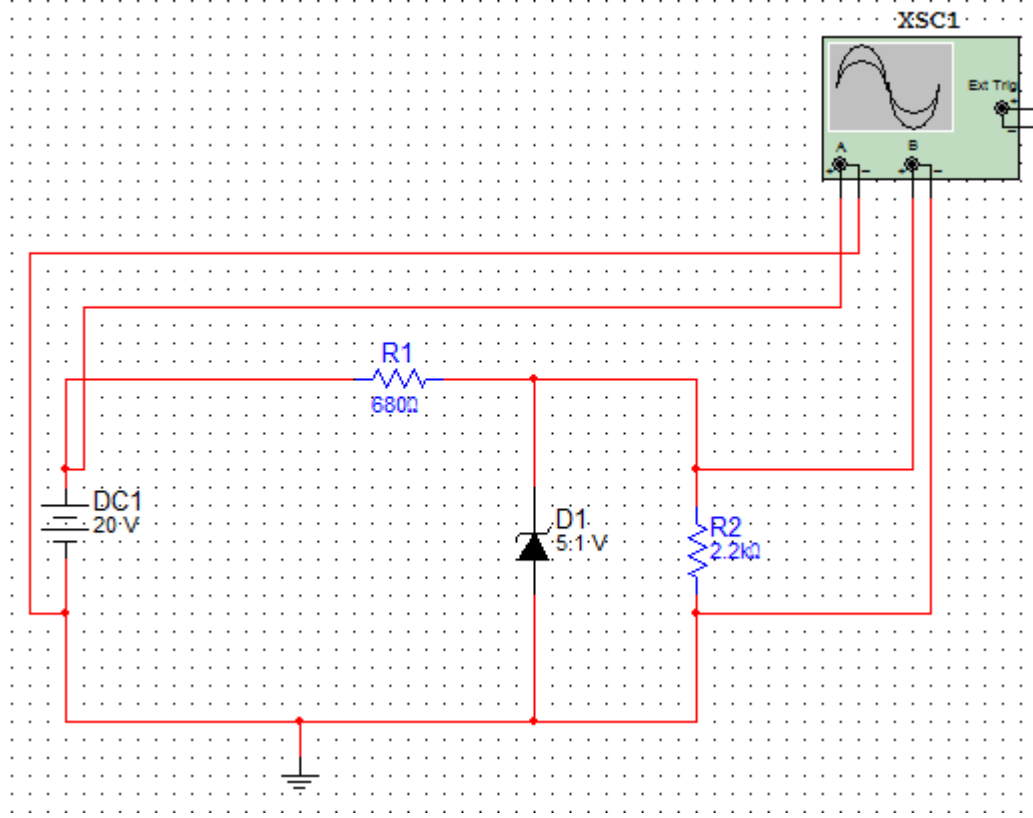 XSC1
Ext Trig
+
−
A
B
+
−
+
−
R1
680Ω
DC1
20 V
D1
5.1 V
R2
2.2kΩ